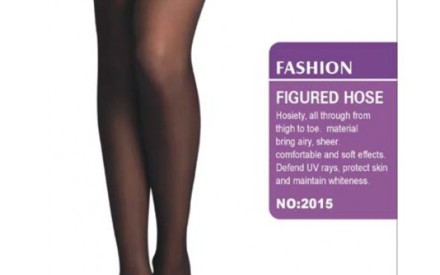 FASHION
FIGURED HOSE
Hosiety, all through from
thigh to toe. material
bring airy, sheer
comfortable and soft effects.
Defend UV rays, protect skin
and maintain whiteness.
NO:2015